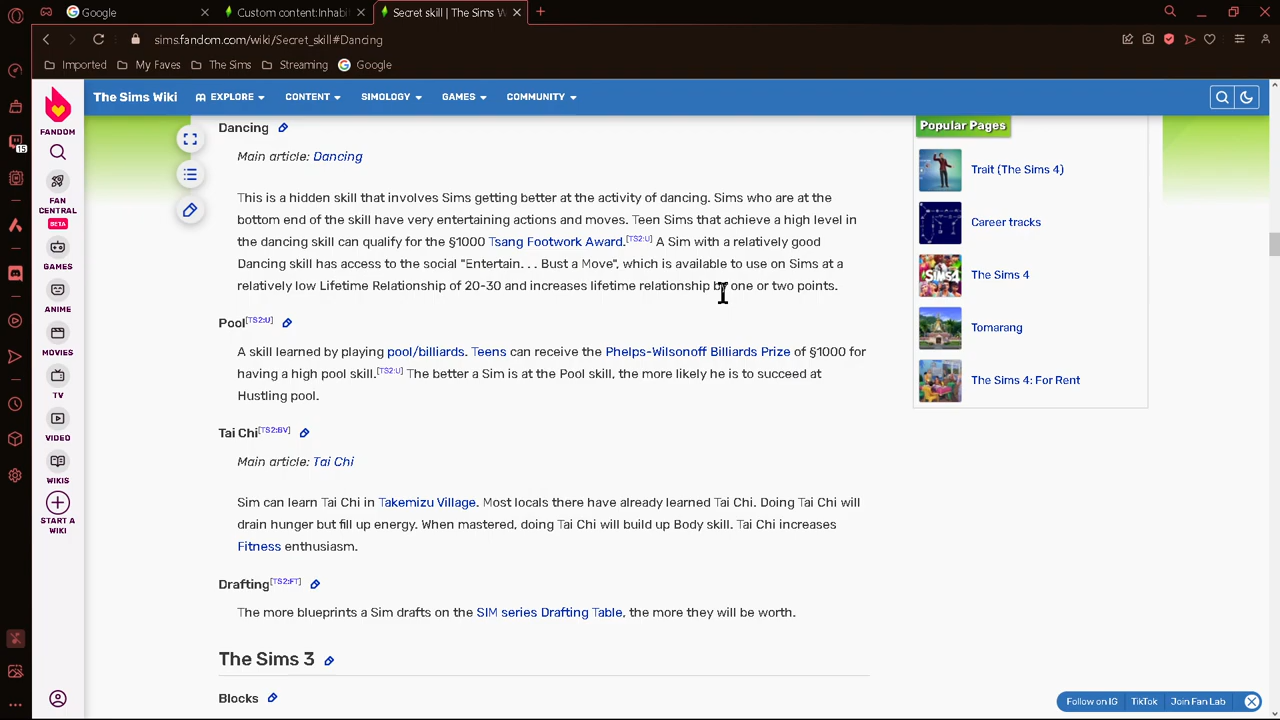 Google
Custom content:Inhabi
Secret skill | The Sims W
sims.fandom.com/wiki/Secret_skill#Dancing
Imported
My Faves
The Sims
Streaming
Google
The Sims Wiki
EXPLORE
CONTENT
SIMOLOGY
GAMES
COMMUNITY
FANDOM
FAN
CENTRAL
BETA
GAMES
ANIME
MOVIES
TV
VIDEO
WIKIS
START A
WIKI
15
Dancing
Main article: Dancing
This is a hidden skill that involves Sims getting better at the activity of dancing. Sims who are at the
bottom end of the skill have very entertaining actions and moves. Teen Sims that achieve a high level in
the dancing skill can qualify for the §1000 Tsang Footwork Award.[TS2:U] A Sim with a relatively good
Dancing skill has access to the social "Entertain. . . Bust a Move", which is available to use on Sims at a
relatively low Lifetime Relationship of 20-30 and increases lifetime relationship by one or two points.
Pool[TS2:U]
A skill learned by playing pool/billiards. Teens can receive the Phelps-Wilsonoff Billiards Prize of §1000 for
having a high pool skill.[TS2:U] The better a Sim is at the Pool skill, the more likely he is to succeed at
Hustling pool.
Tai Chi[TS2:BV]
Main article: Tai Chi
Sim can learn Tai Chi in Takemizu Village. Most locals there have already learned Tai Chi. Doing Tai Chi will
drain hunger but fill up energy. When mastered, doing Tai Chi will build up Body skill. Tai Chi increases
Fitness enthusiasm.
Drafting[TS2:FT]
The more blueprints a Sim drafts on the SIM series Drafting Table, the more they will be worth.
The Sims 3
Blocks
Popular Pages
Trait (The Sims 4)
Career tracks
SIMS4
The Sims 4
Tomarang
The Sims 4: For Rent
Follow on IG
TikTok
Join Fan Lab